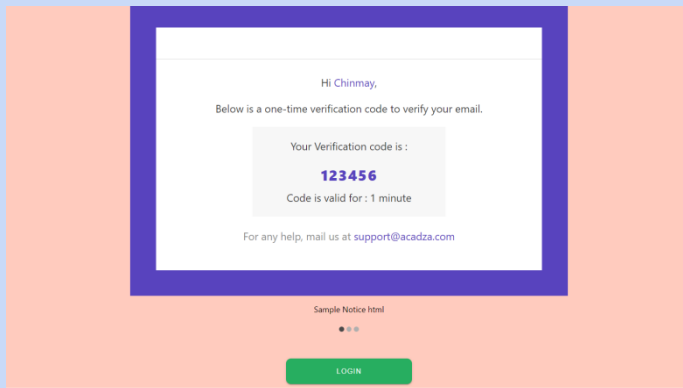 Hi Chinmay,
Below is a one-time verification code to verify your email.
Your Verification code is :
123456
Code is valid for : 1 minute
For any help, mail us at support@acadza.com
Sample Notice html
LOGIN